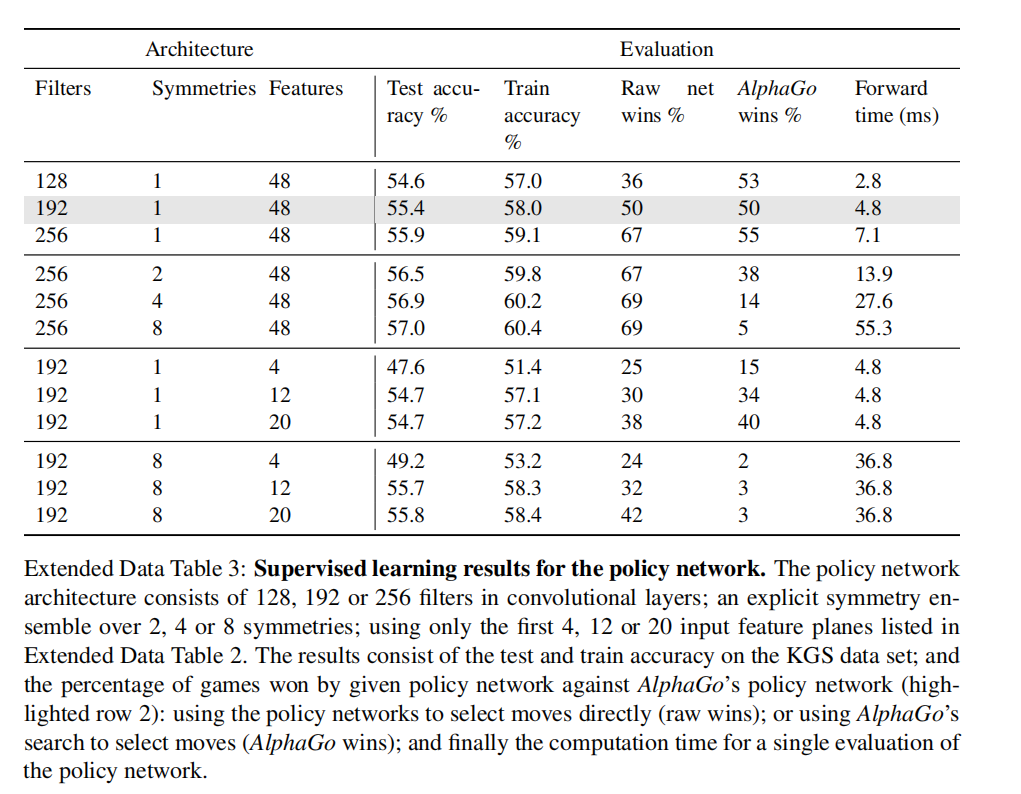 Architecture Evaluation
Filters Symmetries Features Test accu- Train Raw net AlphaGo Forward
racy % accuracy wins % wins % time (ms)
%
128 1 48 54.6 57.0 36 53 2.8
192 1 48 55.4 58.0 50 50 4.8
256 1 48 55.9 59.1 67 55 7.1
256 2 48 56.5 59.8 67 38 13.9
256 4 48 56.9 60.2 69 14 27.6
256 8 48 57.0 60.4 69 5 55.3
192 1 4 47.6 51.4 25 15 4.8
192 1 12 54.7 57.1 30 34 4.8
192 1 20 54.7 57.2 38 40 4.8
192 8 4 49.2 53.2 24 2 36.8
192 8 12 55.7 58.3 32 3 36.8
192 8 20 55.8 58.4 42 3 36.8
Extended Data Table 3: Supervised learning results for the policy network. The policy network
architecture consists of 128, 192 or 256 filters in convolutional layers; an explicit symmetry en-
semble over 2, 4 or 8 symmetries; using only the first 4, 12 or 20 input feature planes listed in
Extended Data Table 2. The results consist of the test and train accuracy on the KGS data set; and
the percentage of games won by given policy network against AlphaGo's policy network (high-
lighted row 2): using the policy networks to select moves directly (raw wins); or using AlphaGo's
search to select moves (AlphaGo wins); and finally the computation time for a single evaluation of
the policy network.